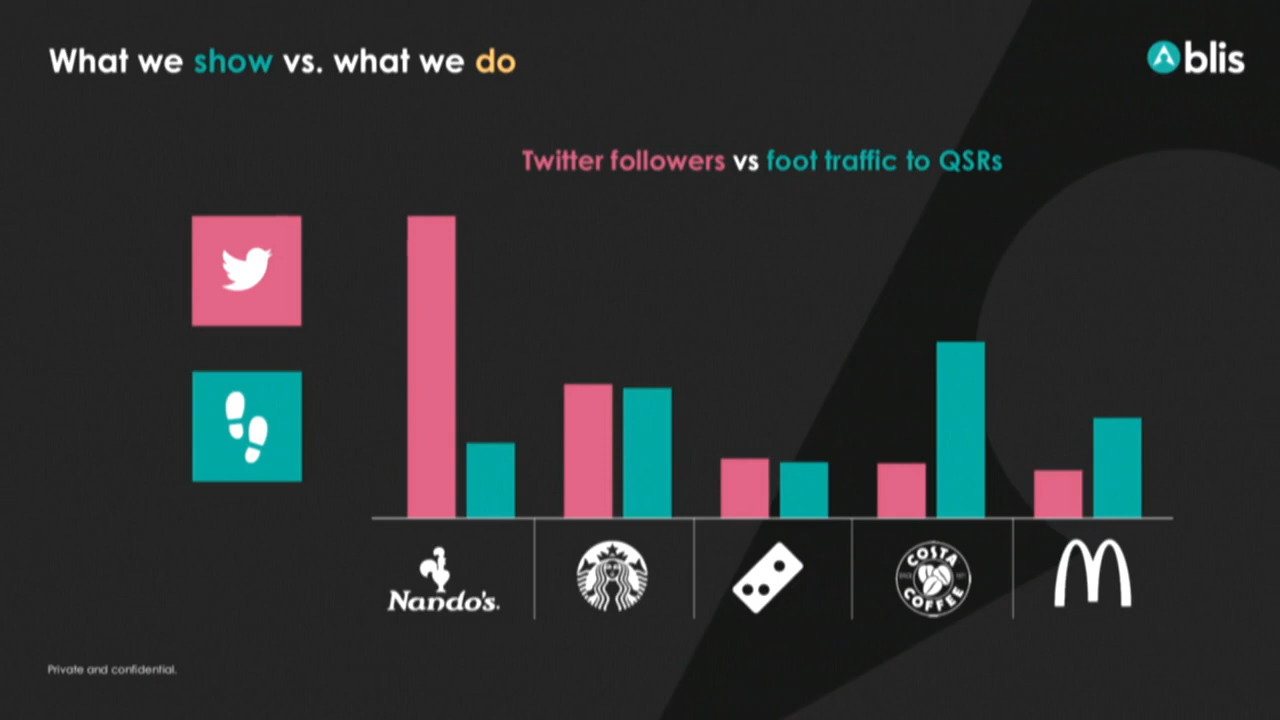 What we show vs. what we do
blis
Twitter followers vs foot traffic to QSRs
Nando's.
COSTA
COFFEE
Private and confidential.